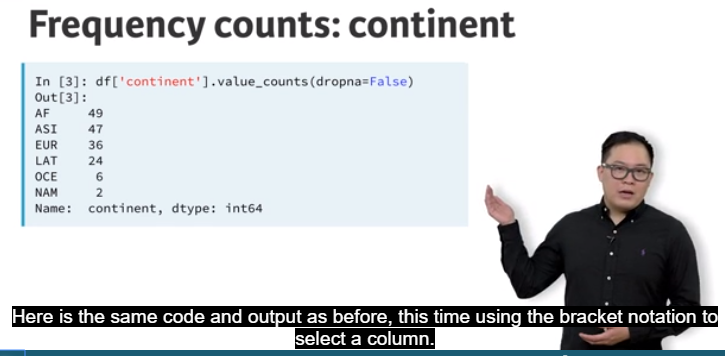 Frequency counts: continent
In [3]: df['continent'].value_counts(dropna=False)
Out[3]:
AF     49
ASI    47
EUR    36
LAT    24
OCE     6
NAM     2
Name:  continent, dtype: int64
Here is the same code and output as before, this time using the bracket notation to
select a column.